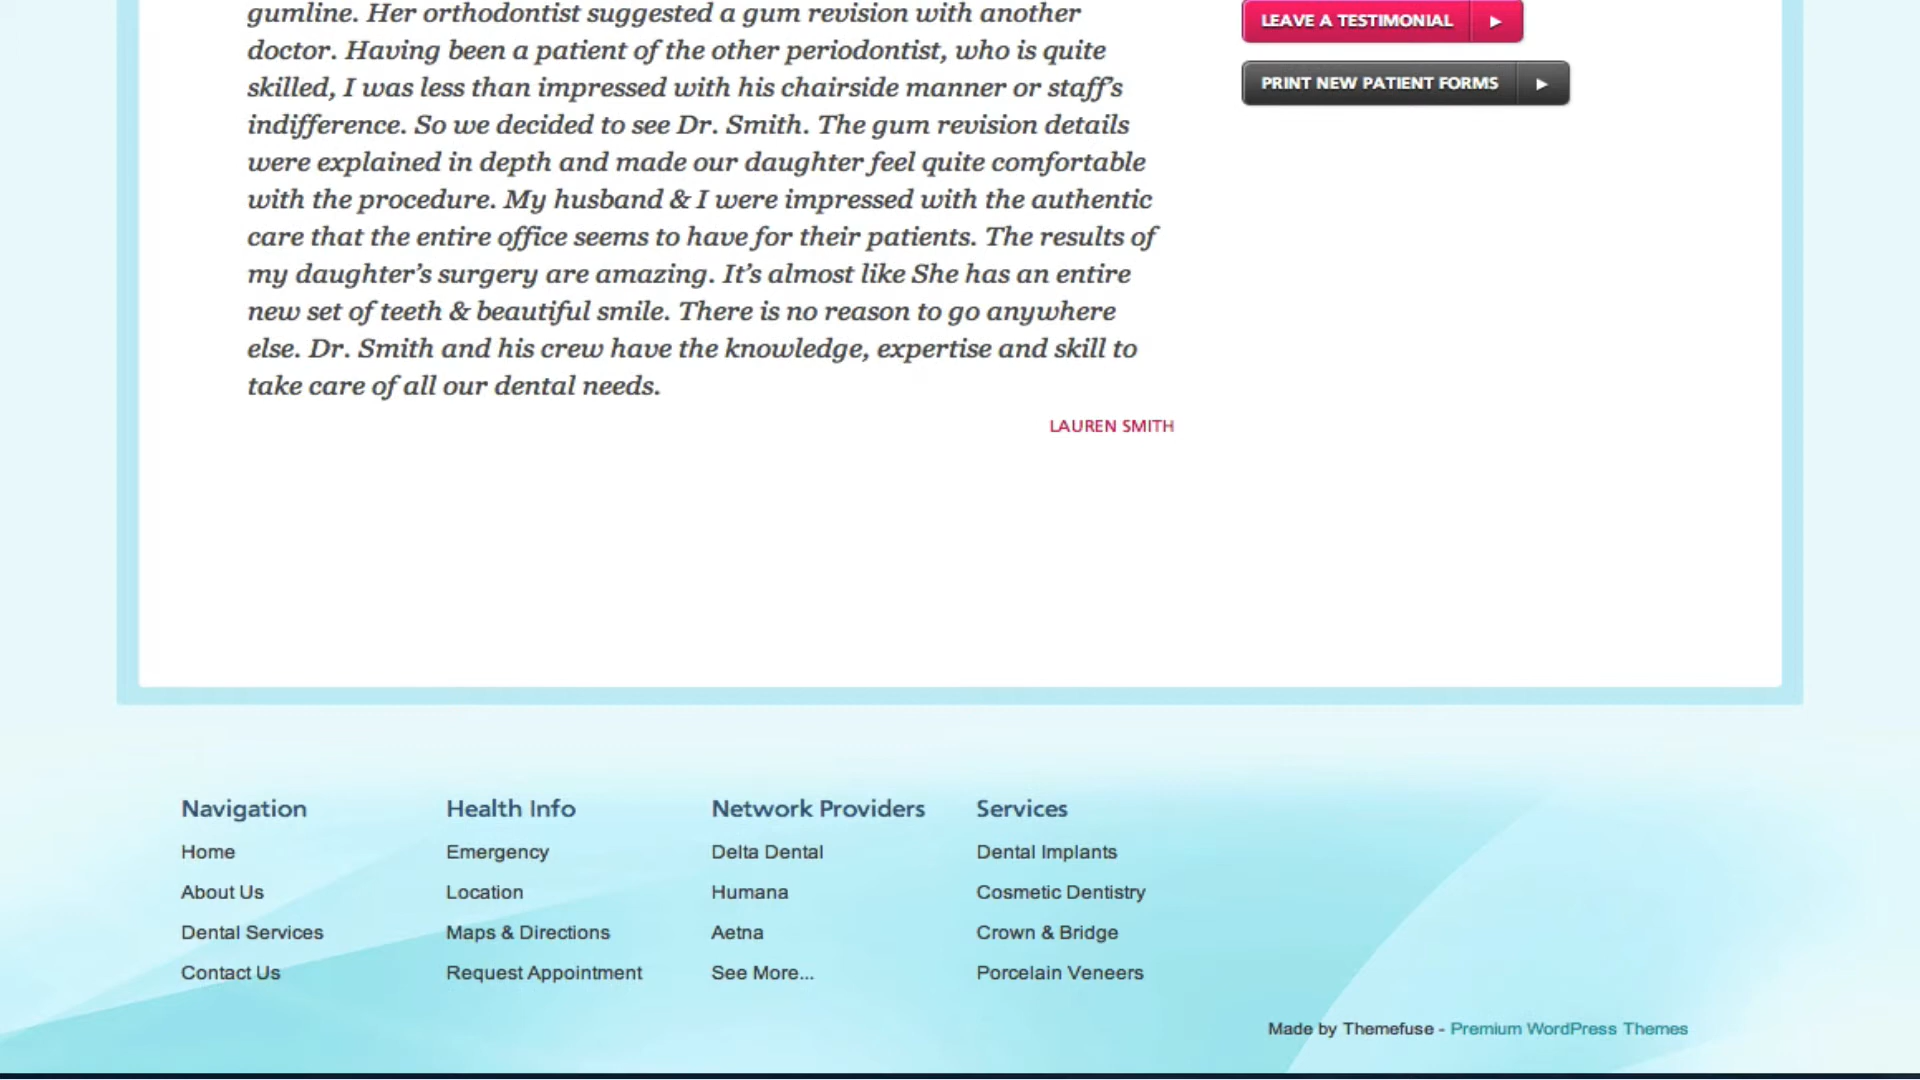 gumline. Her orthodontist suggested a gum revision with another
doctor. Having been a patient of the other periodontist, who is quite
skilled, I was less than impressed with his chairside manner or staff's
indifference. So we decided to see Dr. Smith. The gum revision details
were explained in depth and made our daughter feel quite comfortable
with the procedure. My husband & I were impressed with the authentic
care that the entire office seems to have for their patients. The results of
my daughter's surgery are amazing. It's almost like She has an entire
new set of teeth & beautiful smile. There is no reason to go anywhere
else. Dr. Smith and his crew have the knowledge, expertise and skill to
take care of all our dental needs.
LAUREN SMITH
LEAVE A TESTIMONIAL
PRINT NEW PATIENT FORMS
Navigation
Home
About Us
Dental Services
Contact Us
Health Info
Emergency
Location
Maps & Directions
Request Appointment
Network Providers
Delta Dental
Humana
Aetna
See More...
Services
Dental Implants
Cosmetic Dentistry
Crown & Bridge
Porcelain Veneers
Made by Themefuse - Premium WordPress Themes